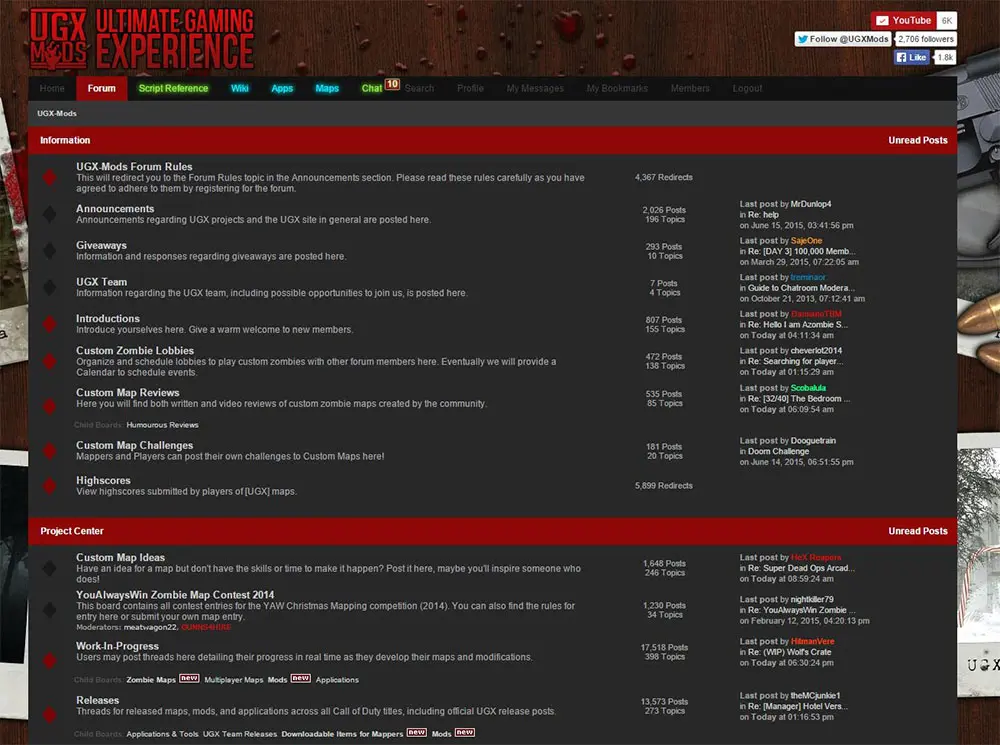 UGX MODS ULTIMATE GAMING EXPERIENCE
YouTube 6K
Follow @UGXMods 2,706 followers
Like 1.8k
Home Forum Script Reference Wiki Apps Maps Chat 10 Search Profile My Messages My Bookmarks Members Logout
UGX-Mods
Information Unread Posts
UGX-Mods Forum Rules
This will redirect you to the Forum Rules topic in the Announcements section. Please read these rules carefully as you have
agreed to adhere to them by registering for the forum.
4,367 Redirects
Announcements
Announcements regarding UGX projects and the UGX site in general are posted here.
2,026 Posts
196 Topics
Last post by MrDunlop4
in Re: help
on June 15, 2015, 03:41:56 pm
Giveaways
Information and responses regarding giveaways are posted here.
293 Posts
10 Topics
Last post by SajeOne
in Re: [DAY 3] 100,000 Memb...
on March 29, 2015, 07:22:05 am
UGX Team
Information regarding the UGX team, including possible opportunities to join us, is posted here.
7 Posts
4 Topics
Last post by treminaor
in Guide to Chatroom Modera...
on October 21, 2013, 07:12:41 am
Introductions
Introduce yourselves here. Give a warm welcome to new members.
807 Posts
155 Topics
Last post by
in Re: Hello I am Azombie S...
on Today at 04:11:34 am
Custom Zombie Lobbies
Organize and schedule lobbies to play custom zombies with other forum members here. Eventually we will provide a
Calendar to schedule events.
472 Posts
138 Topics
Last post by cheverlot2014
in Re: Searching for player...
on Today at 01:15:29 am
Custom Map Reviews
Here you will find both written and video reviews of custom zombie maps created by the community.
Child Boards: Humourous Reviews
535 Posts
85 Topics
Last post by Scobalula
in Re: [32/40] The Bedroom ...
on Today at 06:09:54 am
Custom Map Challenges
Mappers and Players can post their own challenges to Custom Maps here!
181 Posts
20 Topics
Last post by Dooguetrain
in Doom Challenge
on June 14, 2015, 06:51:55 pm
Highscores
View highscores submitted by players of [UGX] maps.
5,899 Redirects
Project Center Unread Posts
Custom Map Ideas
Have an idea for a map but don't have the skills or time to make it happen? Post it here, maybe you'll inspire someone who
does!
1,648 Posts
246 Topics
Last post by HeX Reapers
in Re: Super Dead Ops Arcad...
on Today at 08:59:24 am
YouAlwaysWin Zombie Map Contest 2014
This board contains all contest entries for the YAW Christmas Mapping competition (2014). You can also find the rules for
entry here or submit your own map entry.
Moderators: meatwagon22,
1,230 Posts
34 Topics
Last post by nightkiller79
in Re: YouAlwaysWin Zombie ...
on February 12, 2015, 04:20:13 pm
Work-In-Progress
Users may post threads here detailing their progress in real time as they develop their maps and modifications.
Child Boards: Zombie Maps new Multiplayer Maps Mods new Applications
17,518 Posts
398 Topics
Last post by HitmanVere
in Re: (WIP) Wolf's Crate
on Today at 06:30:24 pm
Releases
Threads for released maps, mods, and applications across all Call of Duty titles, including official UGX release posts.
Child Boards: Applications & Tools UGX Team Releases Downloadable Items for Mappers new Mods new
13,573 Posts
273 Topics
Last post by theMCjunkie1
in Re: [Manager] Hotel Vers...
on Today at 01:16:53 pm
a
UGX